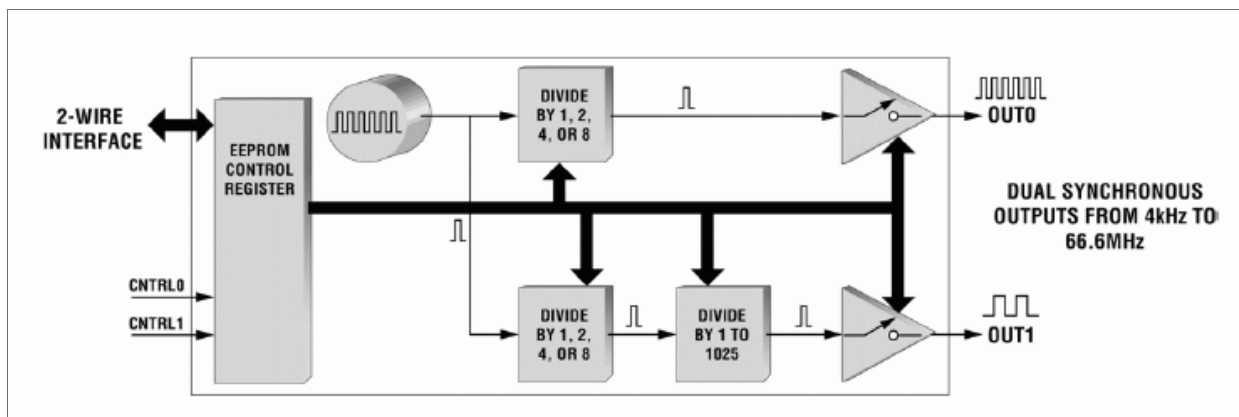 2-WIRE
INTERFACE
EEPROM
CONTROL
REGISTER
CNTRL0
CNTRL1
DIVIDE
BY 1, 2,
4, OR 8
OUT0
DUAL SYNCHRONOUS
OUTPUTS FROM 4kHz TO
66.6MHz
DIVIDE
BY 1, 2,
4, OR 8
DIVIDE
BY 1 TO
1025
OUT1